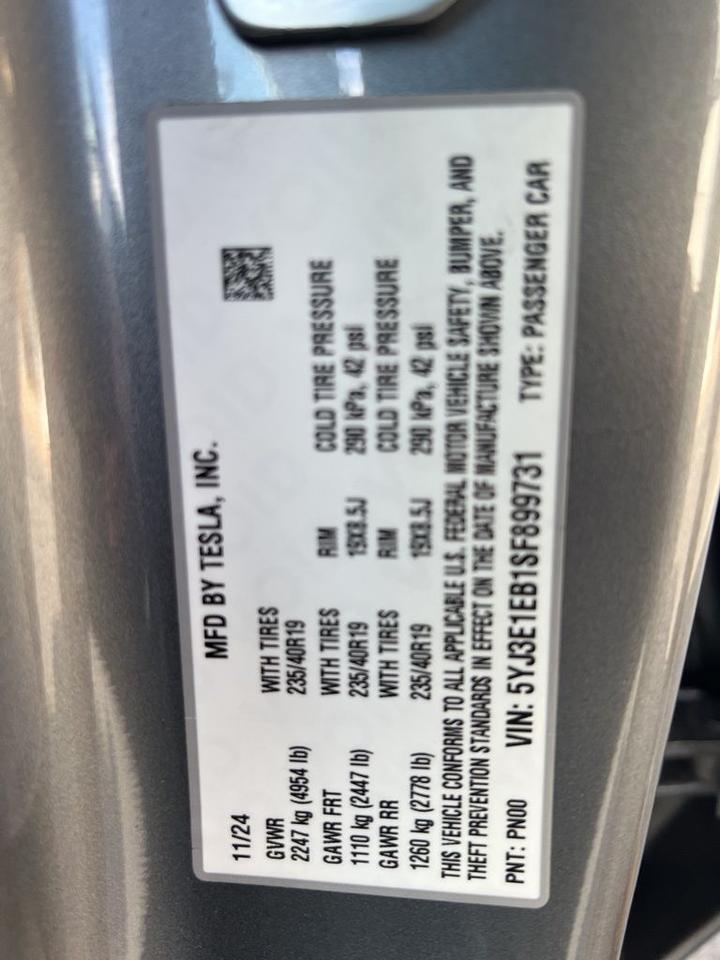 MFD BY TESLA, INC.
11/24
GVWR WITH TIRES
2247 kg (4954 lb) 235/40R19
GAWR FRT WITH TIRES RIM COLD TIRE PRESSURE
1110 kg (2447 lb) 235/40R19 19X8.5J 290 kPa, 42 psi
GAWR RR WITH TIRES RIM COLD TIRE PRESSURE
1260 kg (2778 lb) 235/40R19 19X8.5J 290 kPa, 42 psi
THIS VEHICLE CONFORMS TO ALL APPLICABLE U.S. FEDERAL MOTOR VEHICLE SAFETY, BUMPER, AND
THEFT PREVENTION STANDARDS IN EFFECT ON THE DATE OF MANUFACTURE SHOWN ABOVE.
PNT: PN00 VIN: 5YJ3E1EB1SF899731 TYPE: PASSENGER CAR